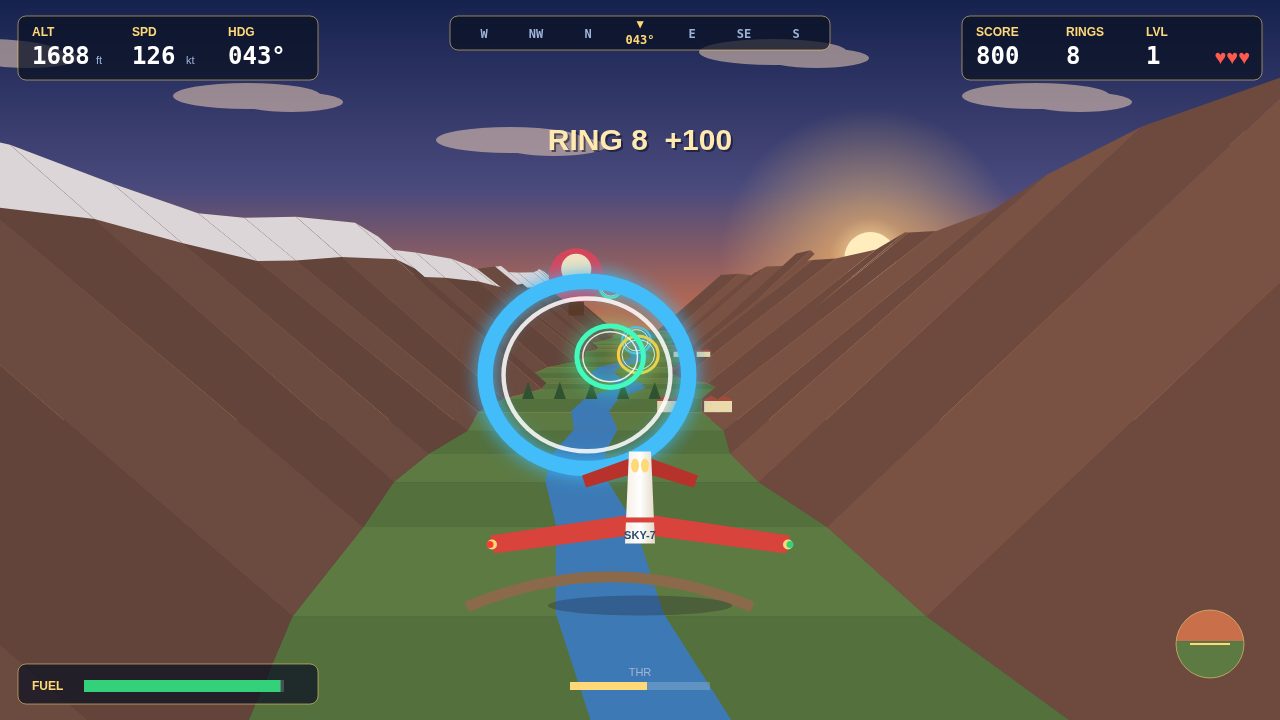 ALT SPD HDG
1688 ft 126 kt 043°
W NW N 043° E SE S
SCORE RINGS LVL
800 8 1
RING 8 +100
SKY-7
THR
FUEL